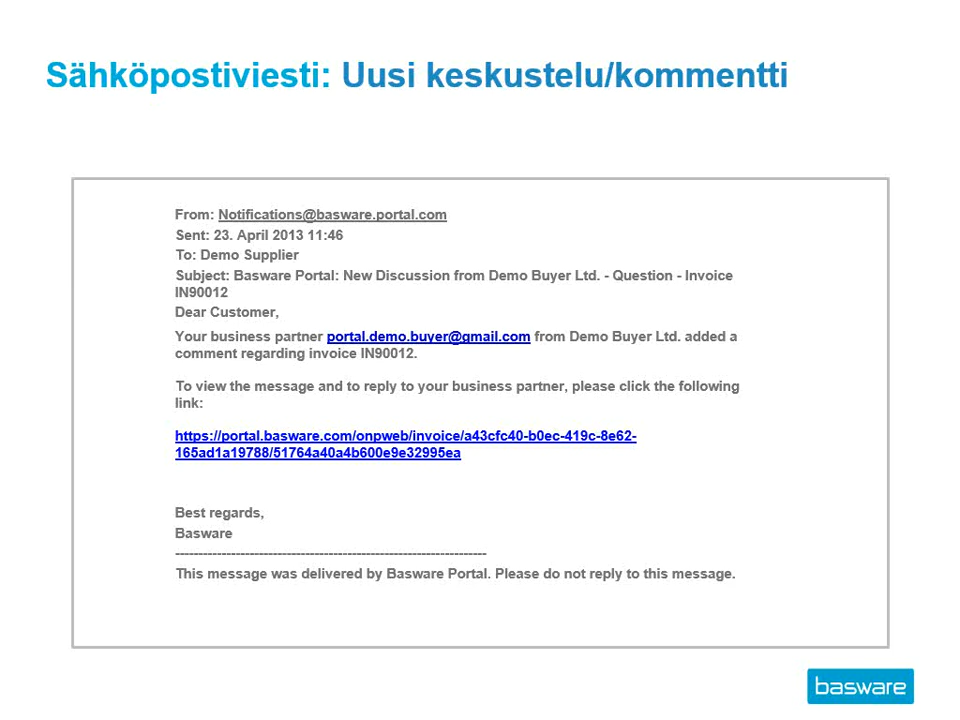 Sähköpostiviesti: Uusi keskustelu/kommentti
From: Notifications@basware.portal.com
Sent: 23. April 2013 11:46
To: Demo Supplier
Subject: Basware Portal: New Discussion from Demo Buyer Ltd. - Question - Invoice
IN90012
Dear Customer,
Your business partner portal.demo.buyer@gmail.com from Demo Buyer Ltd. added a
comment regarding invoice IN90012.
To view the message and to reply to your business partner, please click the following
link:
https://portal.basware.com/onpweb/invoice/a43cfc40-b0ec-419c-8e62-
165ad1a19788/51764a40a4b600e9e32995ea
Best regards,
Basware
-------------------------------------------------------------------
This message was delivered by Basware Portal. Please do not reply to this message.
basware